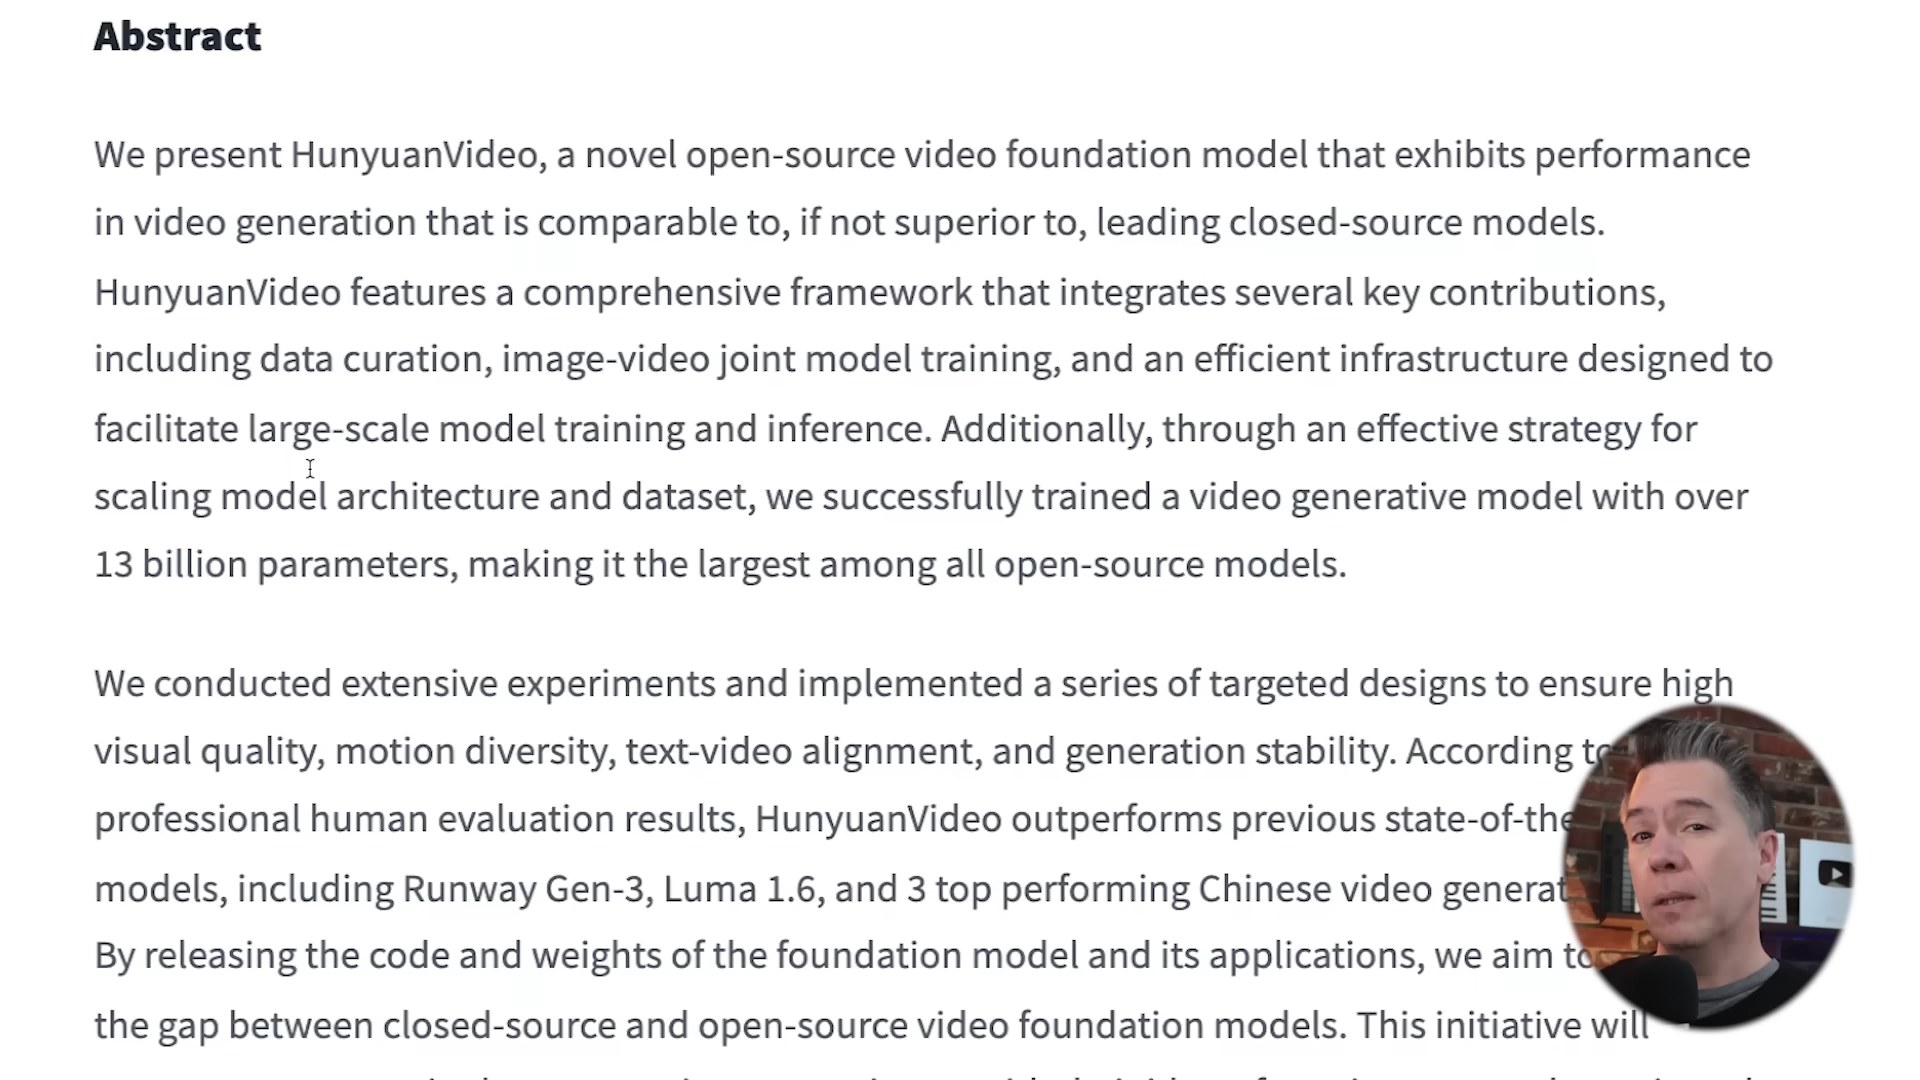 Abstract
We present HunyuanVideo, a novel open-source video foundation model that exhibits performance
in video generation that is comparable to, if not superior to, leading closed-source models.
HunyuanVideo features a comprehensive framework that integrates several key contributions,
including data curation, image-video joint model training, and an efficient infrastructure designed to
facilitate large-scale model training and inference. Additionally, through an effective strategy for
scaling model architecture and dataset, we successfully trained a video generative model with over
13 billion parameters, making it the largest among all open-source models.
We conducted extensive experiments and implemented a series of targeted designs to ensure high
visual quality, motion diversity, text-video alignment, and generation stability. According to
professional human evaluation results, HunyuanVideo outperforms previous state-of-the
models, including Runway Gen-3, Luma 1.6, and 3 top performing Chinese video generat
By releasing the code and weights of the foundation model and its applications, we aim to
the gap between closed-source and open-source video foundation models. This initiative will